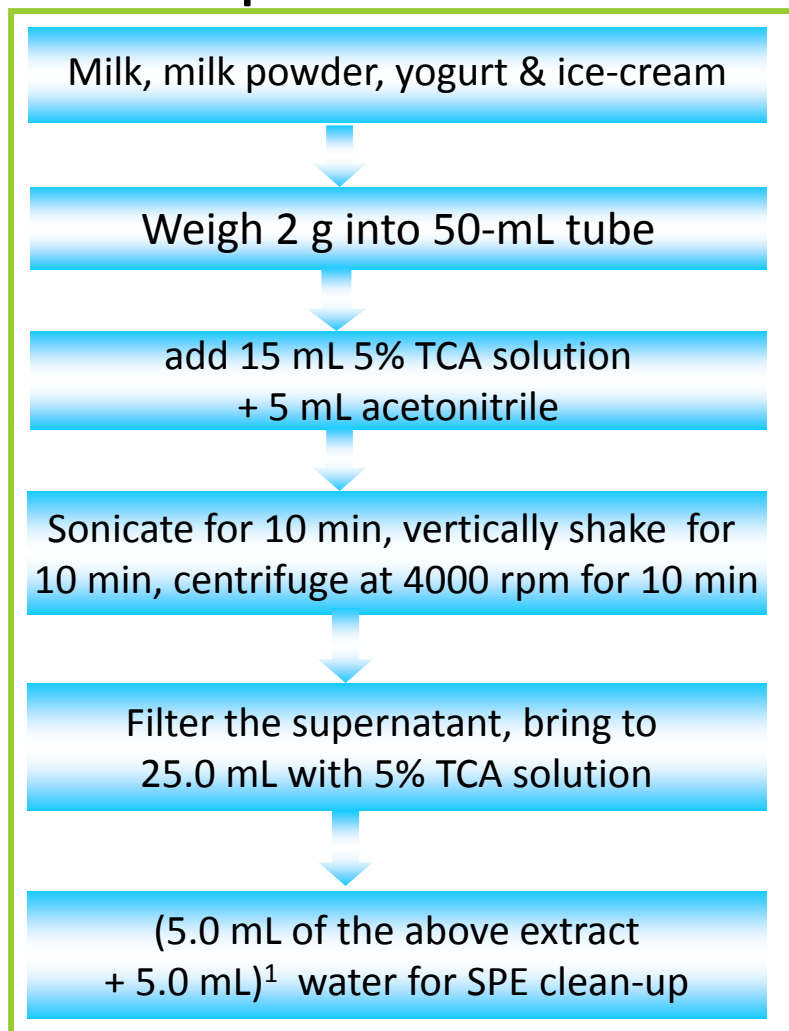 Milk, milk powder, yogurt & ice-cream
Weigh 2 g into 50-mL tube
add 15 mL 5% TCA solution
+ 5 mL acetonitrile
Sonicate for 10 min, vertically shake for
10 min, centrifuge at 4000 rpm for 10 min
Filter the supernatant, bring to
25.0 mL with 5% TCA solution
(5.0 mL of the above extract
+ 5.0 mL)¹ water for SPE clean-up